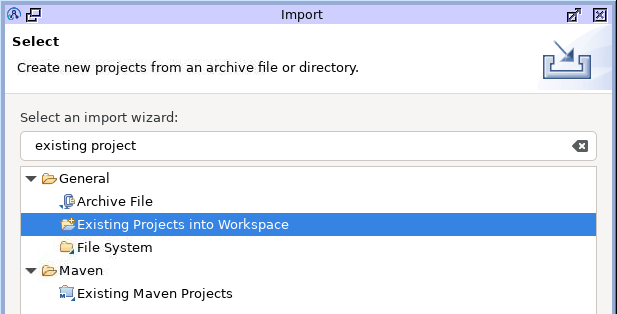 Import
Select
Create new projects from an archive file or directory.
Select an import wizard:
existing project
General
Archive File
Existing Projects into Workspace
File System
Maven
Existing Maven Projects